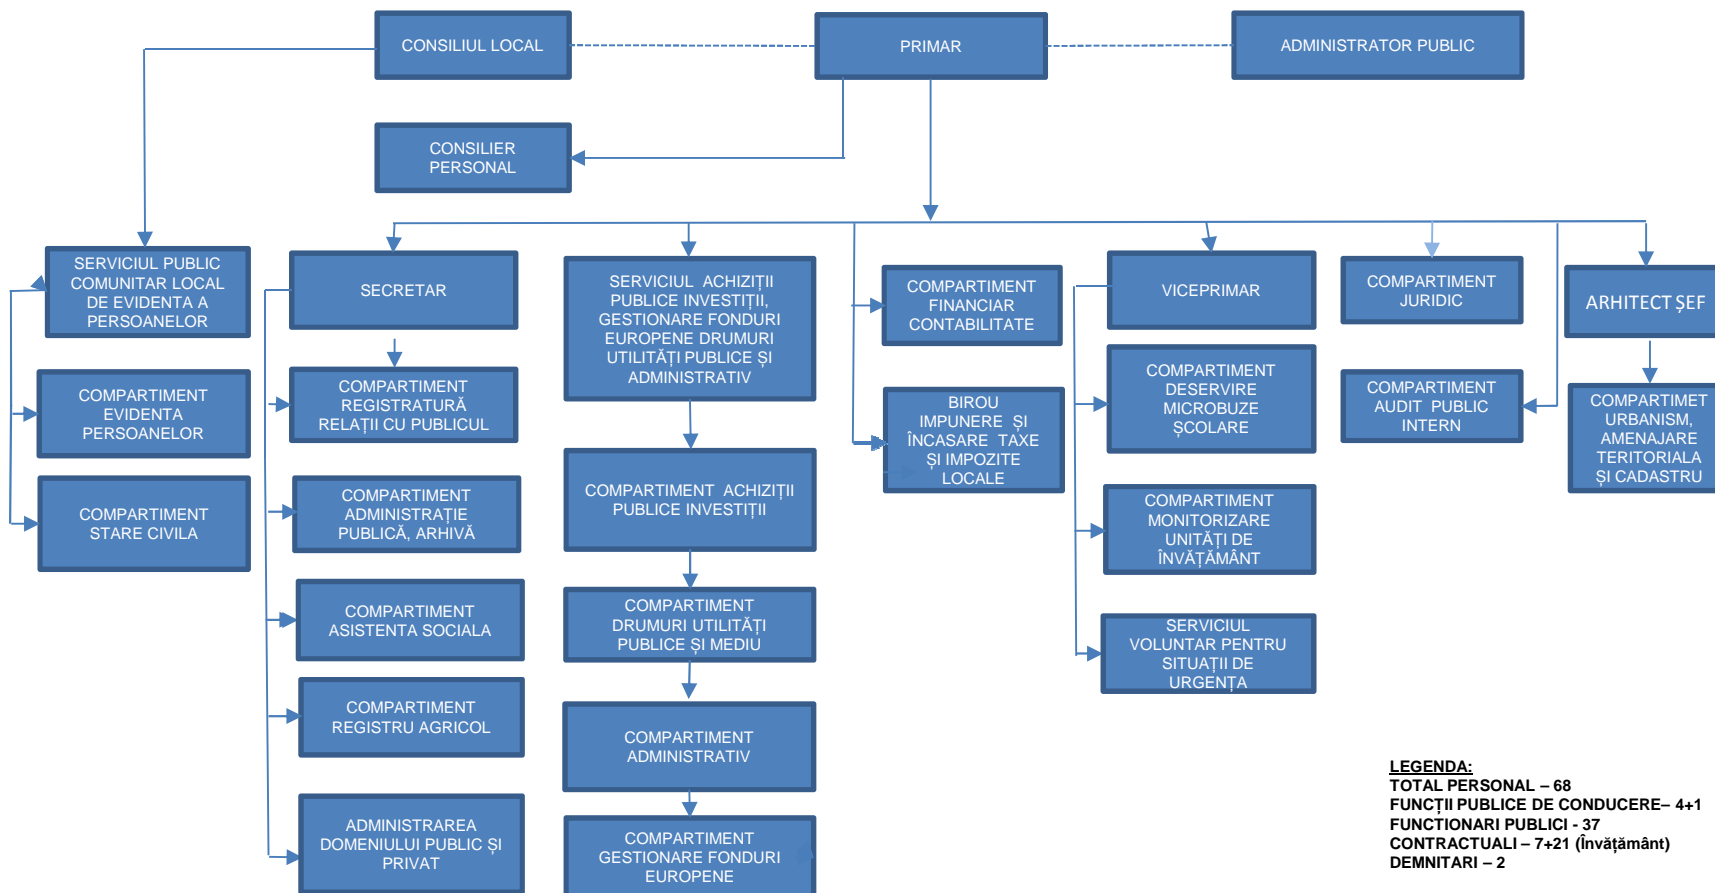 CONSILIUL LOCAL
PRIMAR
ADMINISTRATOR PUBLIC
CONSILIER
PERSONAL
SERVICIUL PUBLIC
COMUNITAR LOCAL
DE EVIDENTA A
PERSOANELOR
COMPARTIMENT
EVIDENTA
PERSOANELOR
COMPARTIMENT
STARE CIVILA
SECRETAR
COMPARTIMENT
REGISTRATURĂ
RELAȚII CU PUBLICUL
COMPARTIMENT
ADMINISTRAȚIE
PUBLICĂ, ARHIVĂ
COMPARTIMENT
ASISTENTA SOCIALA
COMPARTIMENT
REGISTRU AGRICOL
ADMINISTRAREA
DOMENIULUI PUBLIC ȘI
PRIVAT
SERVICIUL ACHIZIȚII
PUBLICE INVESTIȚII,
GESTIONARE FONDURI
EUROPENE DRUMURI
UTILITĂȚI PUBLICE ȘI
ADMINISTRATIV
COMPARTIMENT ACHIZIȚII
PUBLICE INVESTIȚII
COMPARTIMENT
DRUMURI UTILITĂȚI
PUBLICE ȘI MEDIU
COMPARTIMENT
ADMINISTRATIV
COMPARTIMENT
GESTIONARE FONDURI
EUROPENE
COMPARTIMENT
FINANCIAR
CONTABILITATE
BIROU
IMPUNERE ȘI
ÎNCASARE TAXE
ȘI IMPOZITE
LOCALE
VICEPRIMAR
COMPARTIMENT
DESERVIRE
MICROBUZE
ȘCOLARE
COMPARTIMENT
MONITORIZARE
UNITĂȚI DE
ÎNVĂȚĂMÂNT
SERVICIUL
VOLUNTAR PENTRU
SITUAȚII DE
URGENȚA
COMPARTIMENT
JURIDIC
COMPARTIMENT
AUDIT PUBLIC
INTERN
ARHITECT ȘEF
COMPARTIMET
URBANISM,
AMENAJARE
TERITORIALA
ȘI CADASTRU
LEGENDA:
TOTAL PERSONAL – 68
FUNCȚII PUBLICE DE CONDUCERE– 4+1
FUNCTIONARI PUBLICI - 37
CONTRACTUALI – 7+21 (Învățământ)
DEMNITARI – 2